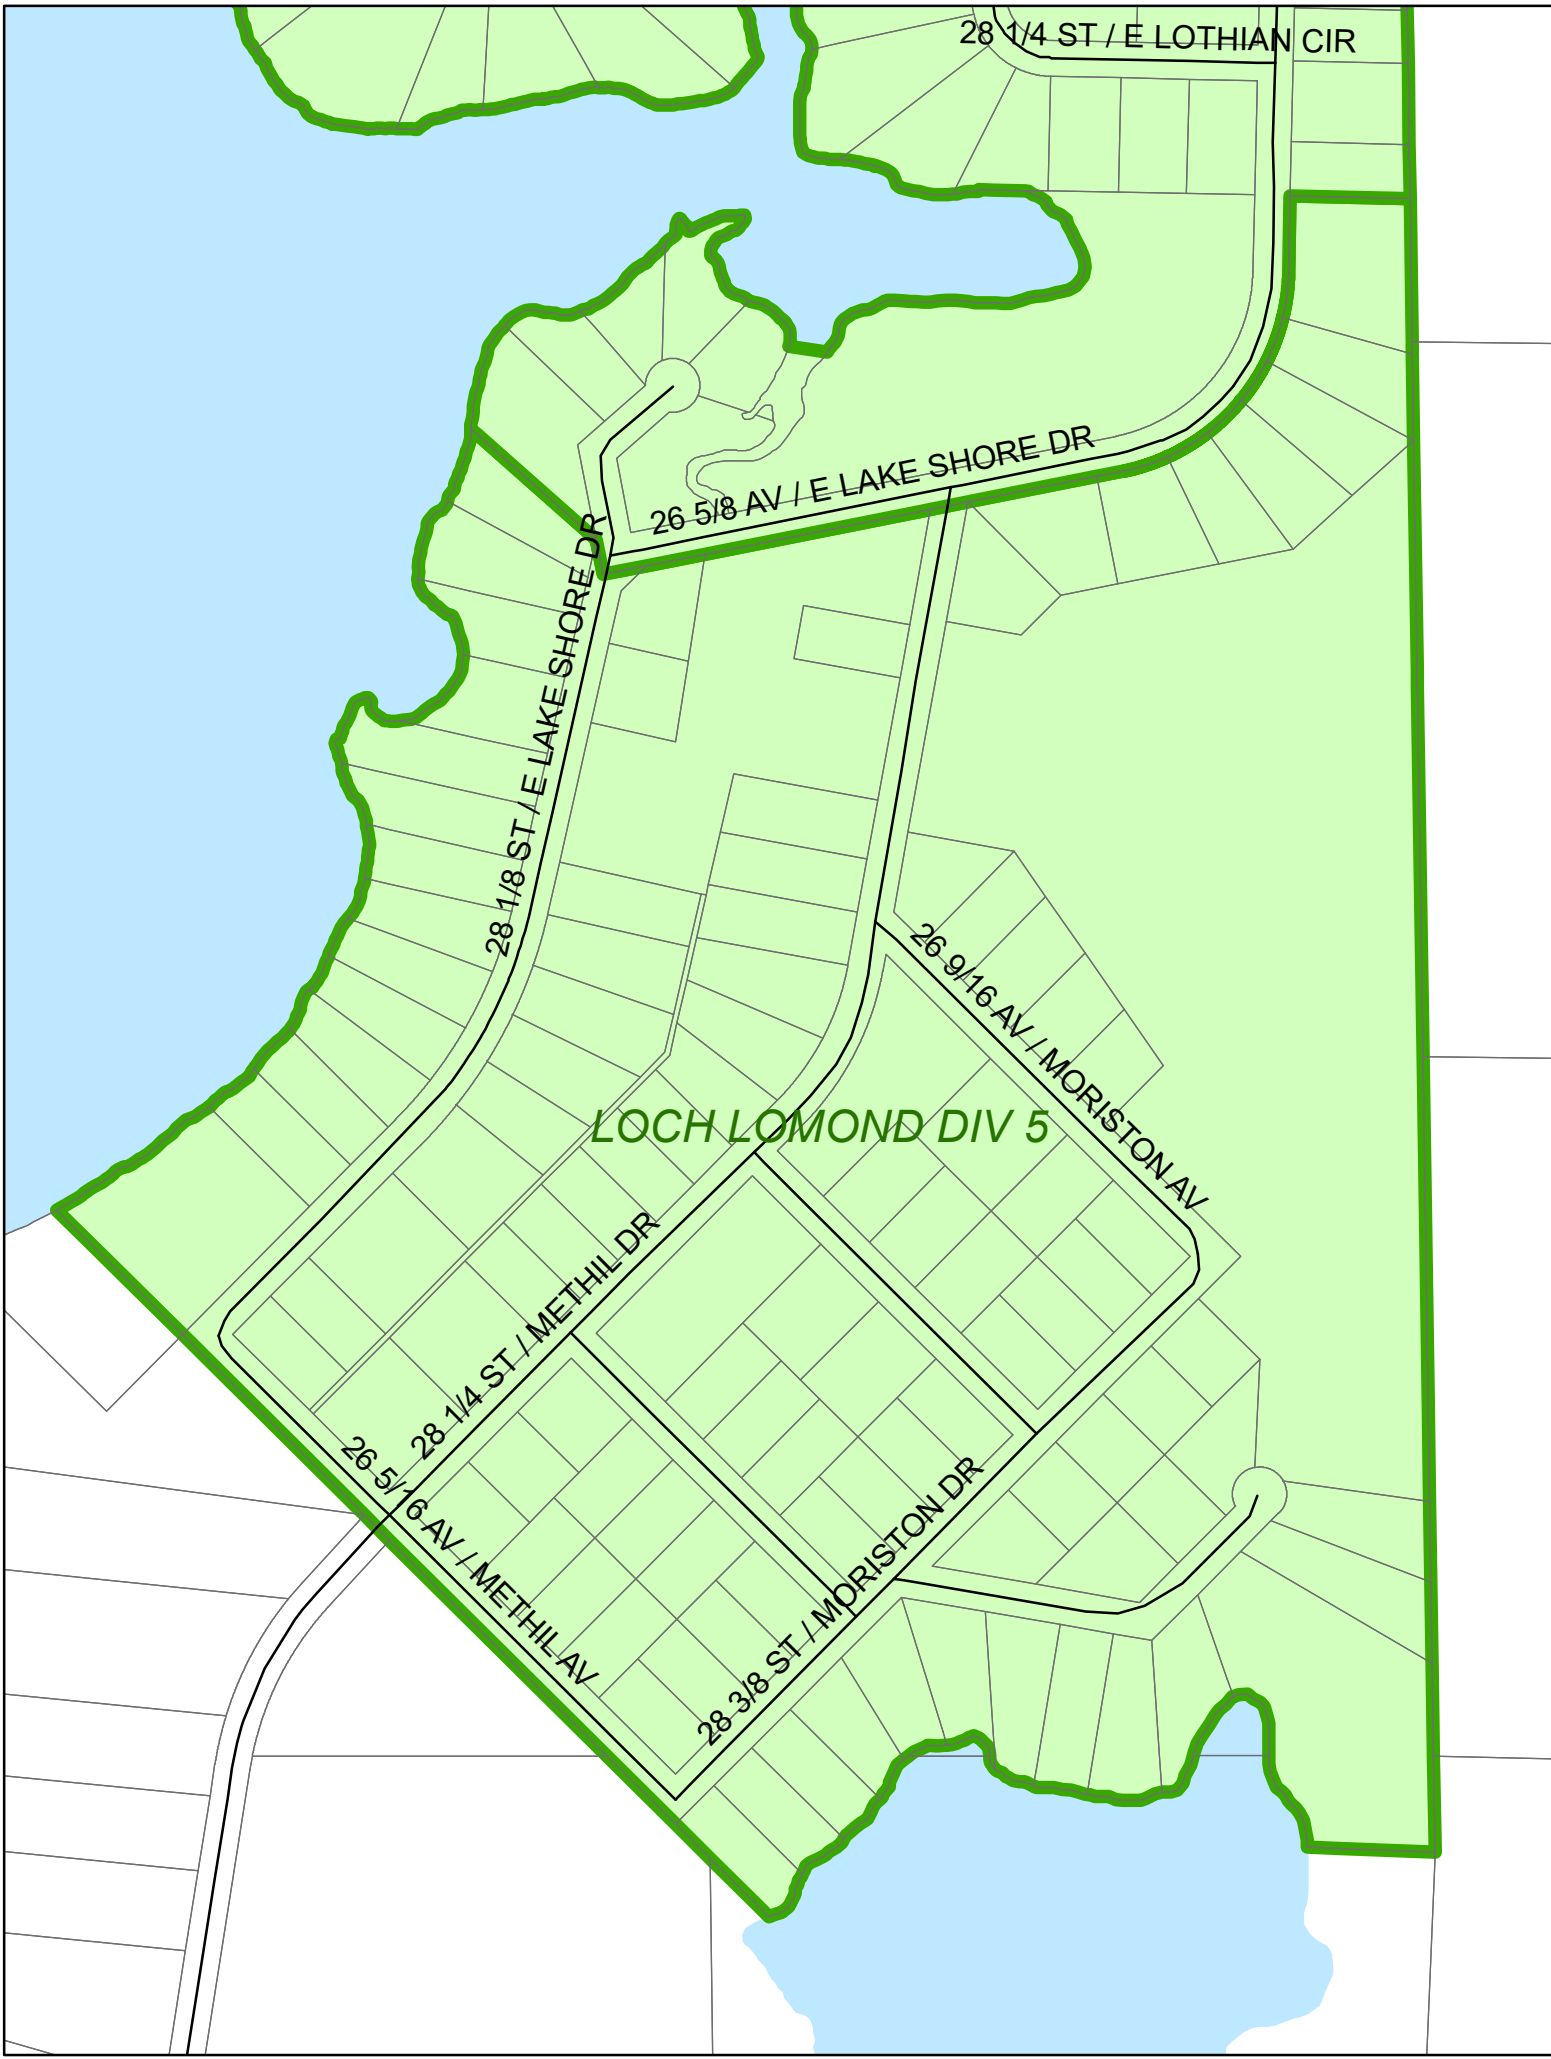 28 1/4 ST / E LOTHIAN CIR
26 5/8 AV / E LAKE SHORE DR
28 1/8 ST / E LAKE SHORE DR
26 9/16 AV / MORISTON AV
LOCH LOMOND DIV 5
28 1/4 ST / METHIL DR
26 5/16 AV / METHIL AV
28 3/8 ST / MORISTON DR